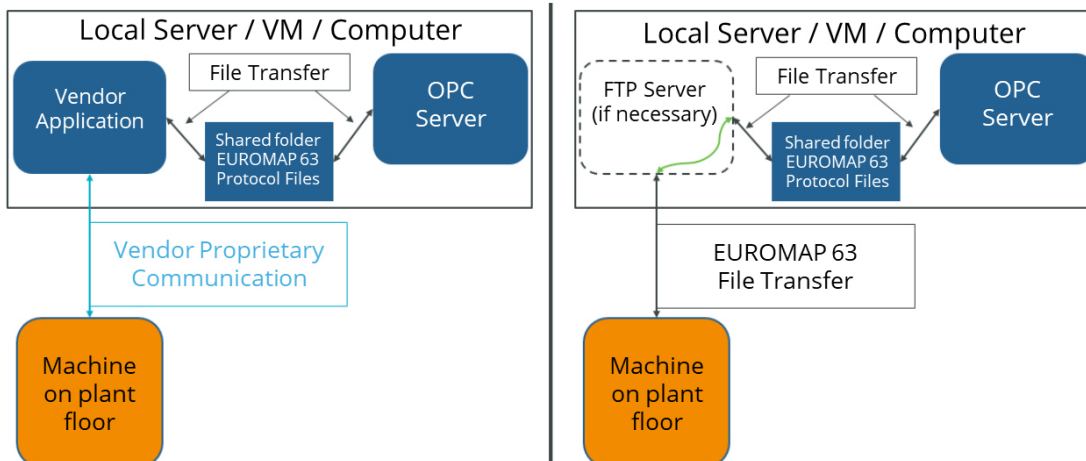 Local Server / VM / Computer
File Transfer
Vendor
Application
OPC
Server
Shared folder
EUROMAP 63
Protocol Files
Vendor Proprietary
Communication
Machine
on plant
floor
Local Server / VM / Computer
FTP Server
(if necessary)
File Transfer
OPC
Server
Shared folder
EUROMAP 63
Protocol Files
EUROMAP 63
File Transfer
Machine
on plant
floor